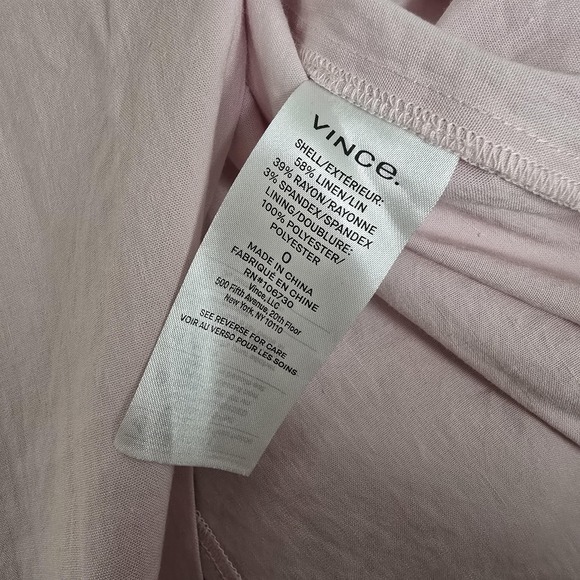 VINCE.
SHELL/EXTÉRIEUR:
58% LINEN/LIN
39% RAYON/RAYONNE
3% SPANDEX/SPANDEX
LINING/DOUBLURE:
100% POLYESTER/
POLYESTER
0
MADE IN CHINA
FABRIQUÉ EN CHINE
RN#106730
Vince, LLC
500 Fifth Avenue, 20th Floor
New York, NY 10110
SEE REVERSE FOR CARE
VOIR AU VERSO POUR LES SOINS